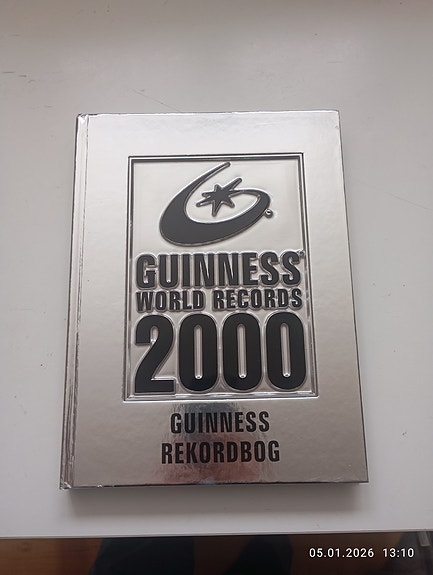 GUINNESS®
WORLD RECORDS
2000
GUINNESS
REKORDBOG
05.01.2026 13:10